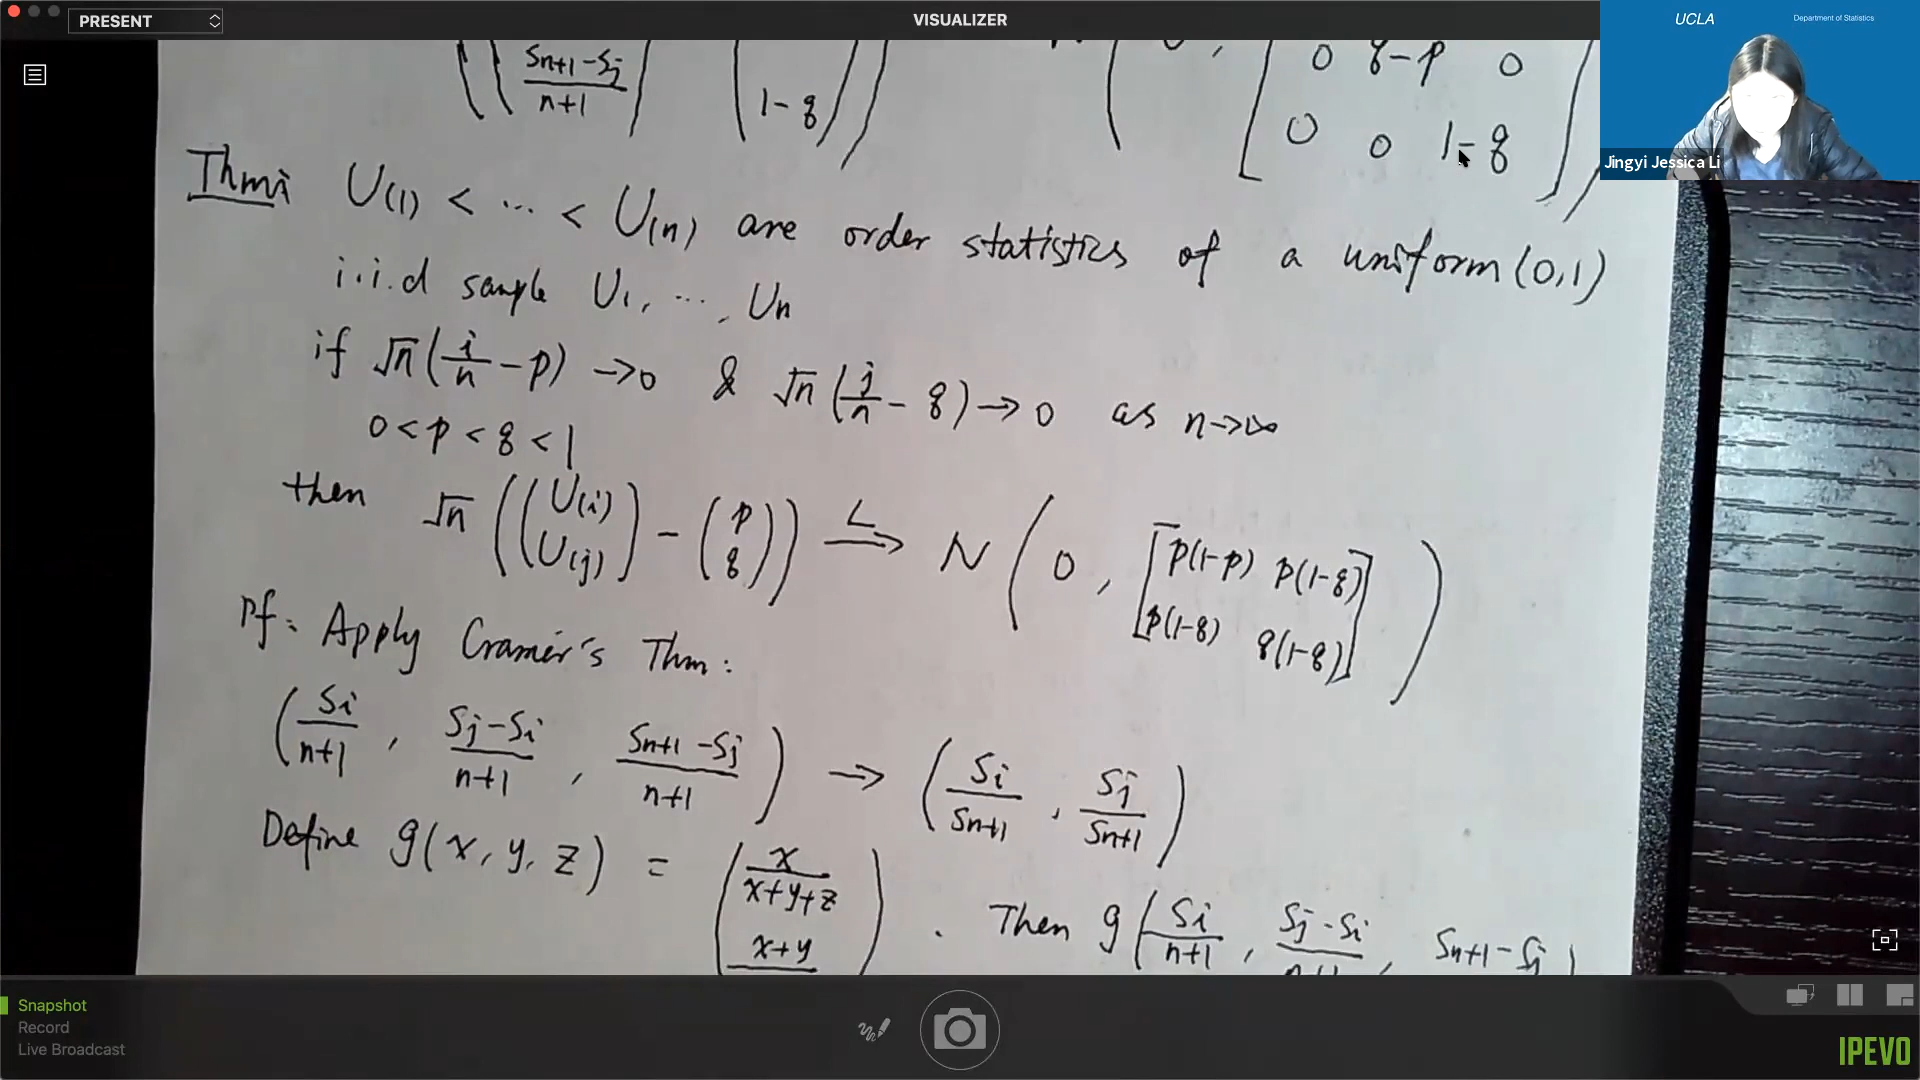 PRESENT
VISUALIZER
UCLA
Department of Statistics
Jingyi Jessica Li
((Sn+1 - Sj / n+1) (1-q))
0 q-p 0
0 0 1-q
Thm: U(1) < ... < U(n) are order statistics of a uniform (0,1)
i.i.d sample U1, ..., Un
if √n(i/n - p) → 0 & √n(j/n - q) → 0 as n→∞
0 < p < q < 1
then √n((U(i) U(j)) - (p q)) →L N(0, [p(1-p) p(1-q) p(1-q) q(1-q)])
Pf: Apply Cramér's Thm:
(Si / n+1, Sj - Si / n+1, Sn+1 - Sj / n+1) → (Si / Sn+1, Sj / Sn+1)
Define g(x, y, z) = (x / x+y+z x+y) . Then g(Si / n+1, Sj - Si / n+1, Sn+1 - Sj)
Snapshot
Record
Live Broadcast
IPEVO